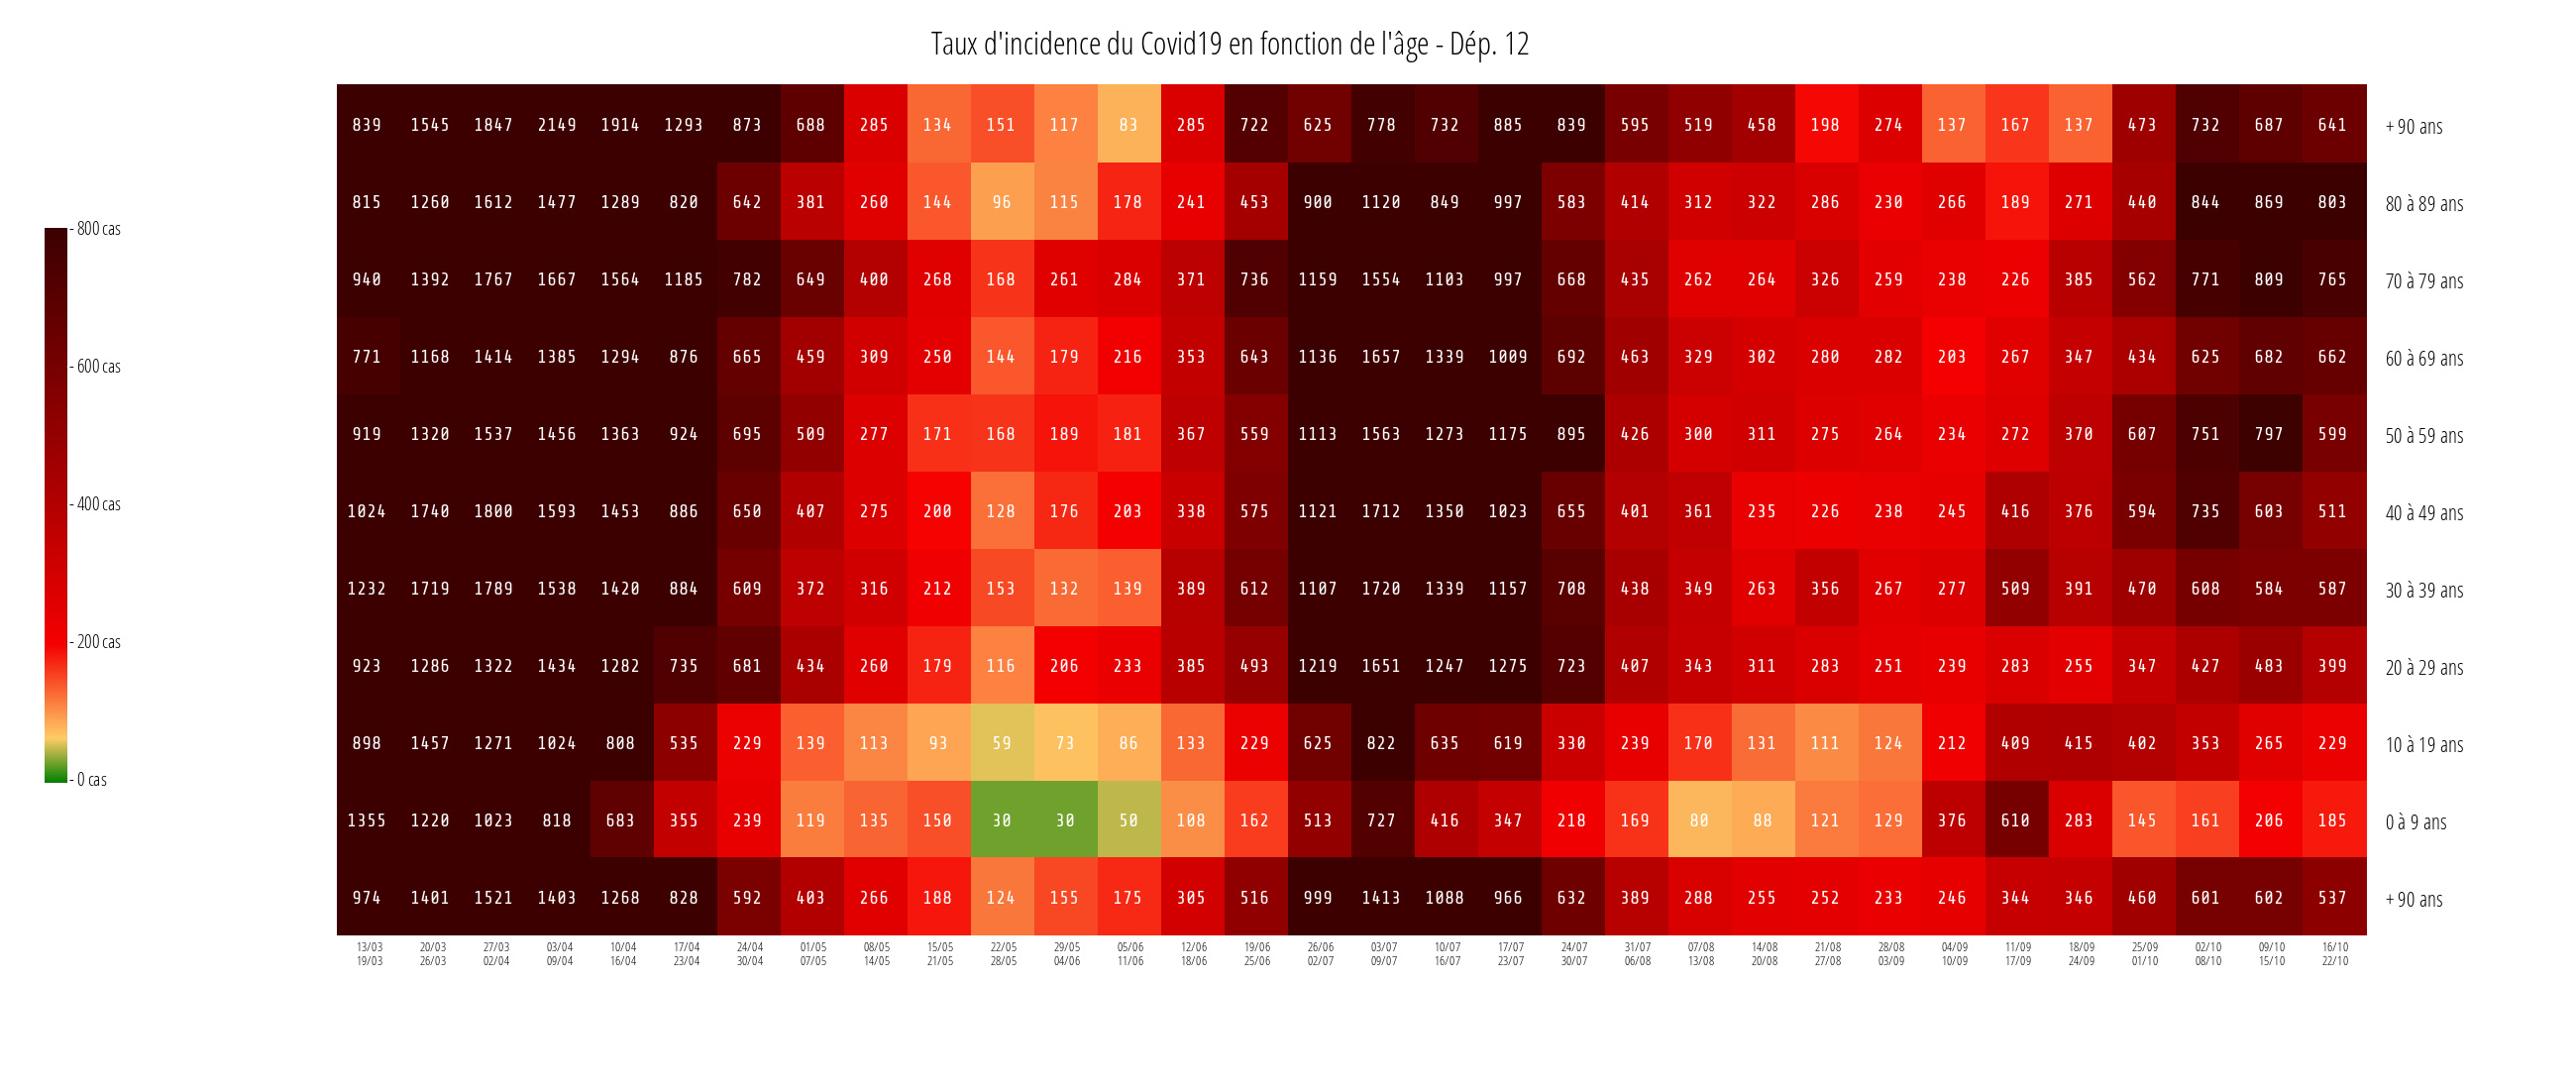 Taux d'incidence du Covid19 en fonction de l'âge - Dép. 12
839 1545 1847 2149 1914 1293 873 688 285 134 151 117 83 285 722 625 778 732 885 839 595 519 458 198 274 137 167 137 473 732 687 641 + 90 ans
815 1260 1612 1477 1289 820 642 381 260 144 96 115 178 241 453 900 1120 849 997 583 414 312 322 286 230 266 189 271 440 844 869 803 80 à 89 ans
- 800 cas
940 1392 1767 1667 1564 1185 782 649 400 268 168 261 284 371 736 1159 1554 1103 997 668 435 262 264 326 259 238 226 385 562 771 809 765 70 à 79 ans
771 1168 1414 1385 1294 876 665 459 309 250 144 179 216 353 643 1136 1657 1339 1009 692 463 329 302 280 282 203 267 347 434 625 682 662 60 à 69 ans
- 600 cas
919 1320 1537 1456 1363 924 695 509 277 171 168 189 181 367 559 1113 1563 1273 1175 895 426 300 311 275 264 234 272 370 607 751 797 599 50 à 59 ans
- 400 cas
1024 1740 1800 1593 1453 886 650 407 275 200 128 176 203 338 575 1121 1712 1350 1023 655 401 361 235 226 238 245 416 376 594 735 603 511 40 à 49 ans
1232 1719 1789 1538 1420 884 609 372 316 212 153 132 139 389 612 1107 1720 1339 1157 708 438 349 263 356 267 277 509 391 470 608 584 587 30 à 39 ans
- 200 cas
923 1286 1322 1434 1282 735 681 434 260 179 116 206 233 385 493 1219 1651 1247 1275 723 407 343 311 283 251 239 283 255 347 427 483 399 20 à 29 ans
898 1457 1271 1024 808 535 229 139 113 93 59 73 86 133 229 625 822 635 619 330 239 170 131 111 124 212 409 415 402 353 265 229 10 à 19 ans
- 0 cas
1355 1220 1023 818 683 355 239 119 135 150 30 30 50 108 162 513 727 416 347 218 169 80 88 121 129 376 610 283 145 161 206 185 0 à 9 ans
974 1401 1521 1403 1268 828 592 403 266 188 124 155 175 305 516 999 1413 1088 966 632 389 288 255 252 233 246 344 346 460 601 602 537 + 90 ans
13/03 20/03 27/03 03/04 10/04 17/04 24/04 01/05 08/05 15/05 22/05 29/05 05/06 12/06 19/06 26/06 03/07 10/07 17/07 24/07 31/07 07/08 14/08 21/08 28/08 04/09 11/09 18/09 25/09 02/10 09/10 16/10
19/03 26/03 02/04 09/04 16/04 23/04 30/04 07/05 14/05 21/05 28/05 04/06 11/06 18/06 25/06 02/07 09/07 16/07 23/07 30/07 06/08 13/08 20/08 27/08 03/09 10/09 17/09 24/09 01/10 08/10 15/10 22/10